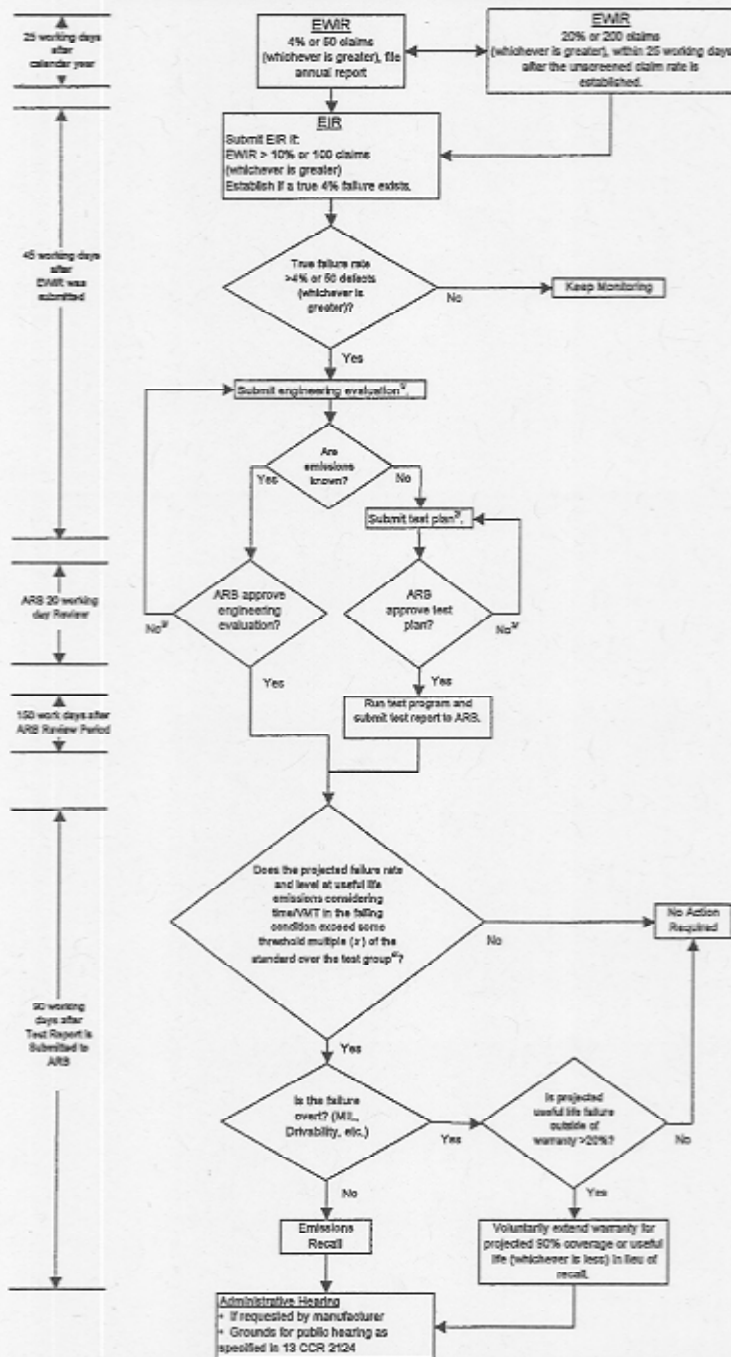 25 working days
after
calendar year
EWIR
4% or 50 claims
(whichever is greater), file
annual report
EWIR
20% or 200 claims
(whichever is greater), within 25 working days
after the unscreened claim rate is
established.
EIR
Submit EIR if:
EWIR > 10% or 100 claims
(whichever is greater)
Establish if a true 4% failure exists.
45 working days
after
EWIR was
submitted
True failure rate
>4% or 50 defects
(whichever is
greater)?
No
Keep Monitoring
Yes
Submit engineering evaluation1/.
Are
emissions
known?
Yes
No
Submit test plan2/.
ARB 20 working
day Review
ARB approve
engineering
evaluation?
ARB
approve test
plan?
No3/
No3/
Yes
Yes
150 work days after
ARB Review Period
Run test program and
submit test report to ARB.
Does the projected failure rate
and level at useful life
emissions considering
time/VMT in the failing
condition exceed some
threshold multiple (x) of the
standard over the test group4/?
No
No Action
Required
90 working
days after
Test Report is
Submitted to
ARB
Yes
Is the failure
overt? (MIL,
Drivability, etc.)
Yes
Is projected
useful life failure
outside of
warranty >20%?
No
No
Yes
Emissions
Recall
Voluntarily extend warranty for
projected 90% coverage or useful
life (whichever is less) in lieu of
recall.
Administrative Hearing
• If requested by manufacturer
• Grounds for public hearing as
specified in 13 CCR 2124